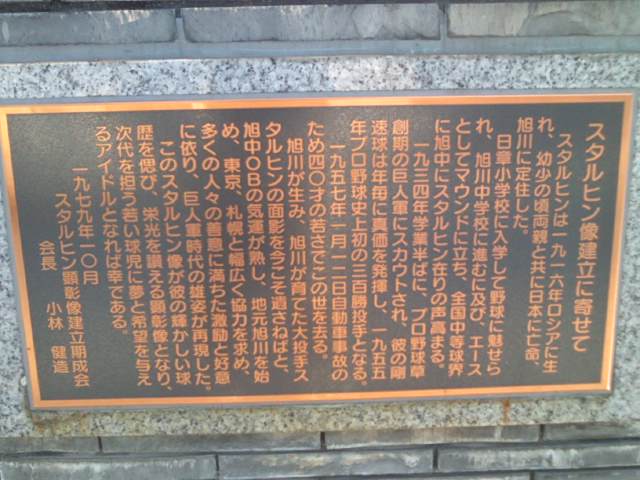 スタルヒン像建立に寄せて
スタルヒンは一九一六年ロシアに生
れ、幼少の頃両親と共に日本に亡命、
旭川に定住した。
日章小学校に入学して野球に魅せら
れ、旭川中学校に進むに及び、エース
としてマウンドに立ち、全国中等球界
に旭中にスタルヒン在りの声高まる。
一九三四年学業半ばに、プロ野球草
創期の巨人軍にスカウトされ、彼の剛
速球は年毎に真価を発揮し、一九五五
年プロ野球史上初の三百勝投手となる。
一九五七年一月一二日自動車事故の
ため四〇才の若さでこの世を去る。
旭川が生み、旭川が育てた大投手ス
タルヒンの面影を今こそ遺さねばと、
旭中OBの気運が熟し、地元旭川を始
め、東京、札幌と幅広く協力を求め、
多くの人々の善意に満ちた激励と好意
に依り、巨人軍時代の雄姿が再現した。
このスタルヒン像が彼の輝かしい球
歴を偲び、栄光を讃える顕彰像となり、
次代を担う若い球児に夢と希望を与え
るアイドルとなれば幸である。
一九七九年一〇月
スタルヒン顕彰像建立期成会
会長 小林 健造